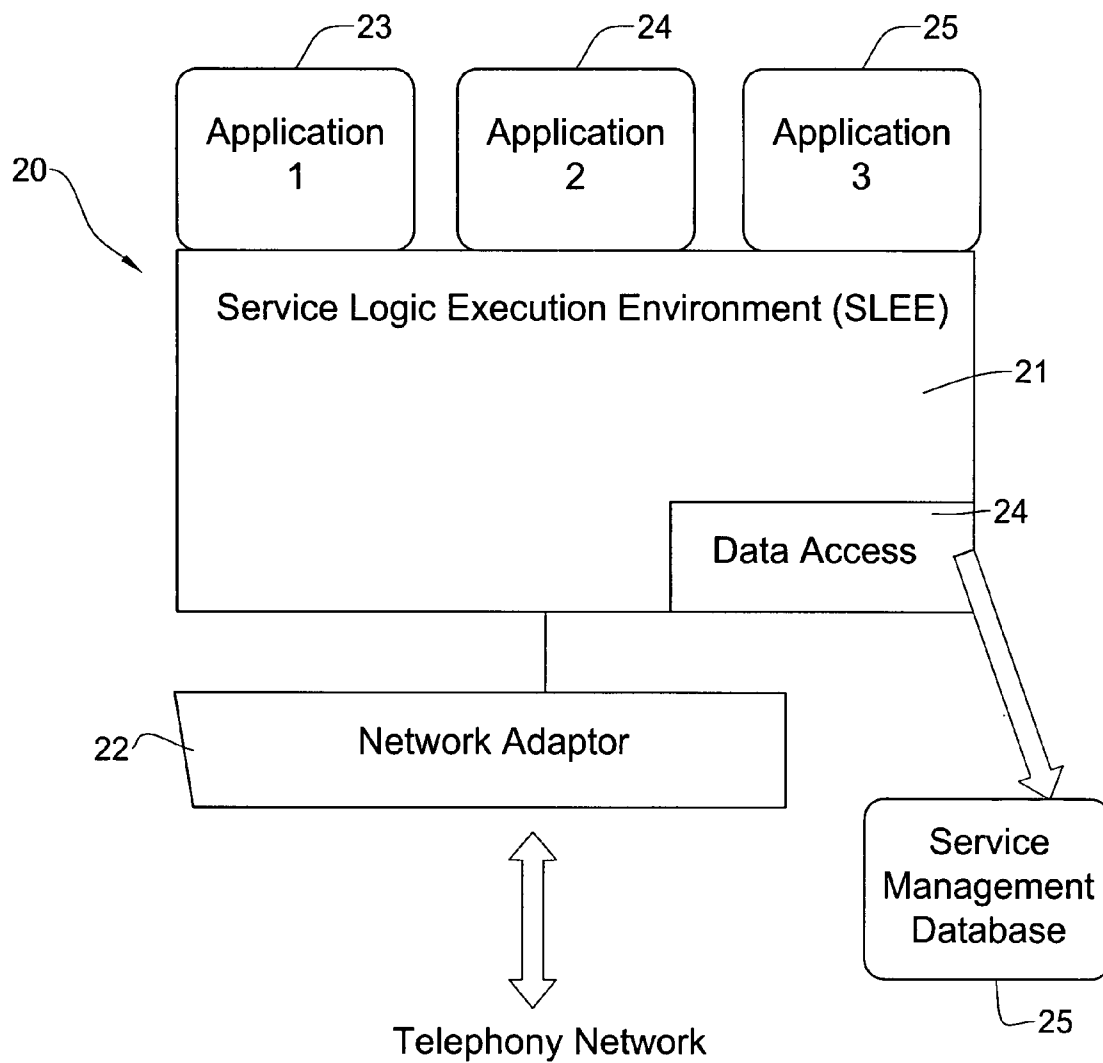 23
24
25
Application
1
Application
2
Application
3
20
Service Logic Execution Environment (SLEE)
21
24
Data Access
22
Network Adaptor
Service
Management
Database
25
Telephony Network